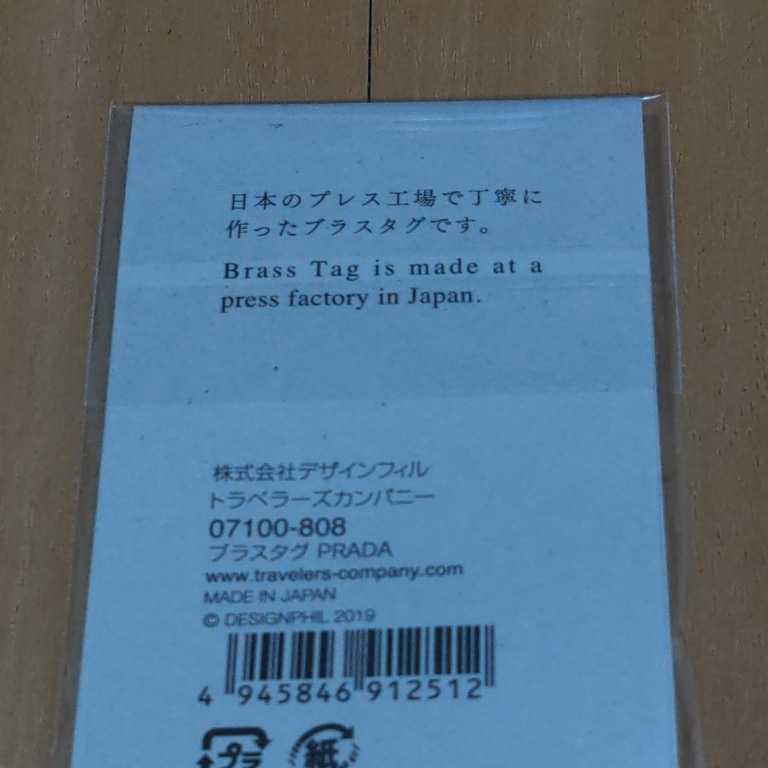 日本のプレス工場で丁寧に
作ったブラスタグです。
Brass Tag is made at a
press factory in Japan.
株式会社デザインフィル
トラベラーズカンパニー
07100-808
ブラスタグ PRADA
www.travelers-company.com
MADE IN JAPAN
© DESIGNPHIL 2019
4 945846 912512
プラ 紙